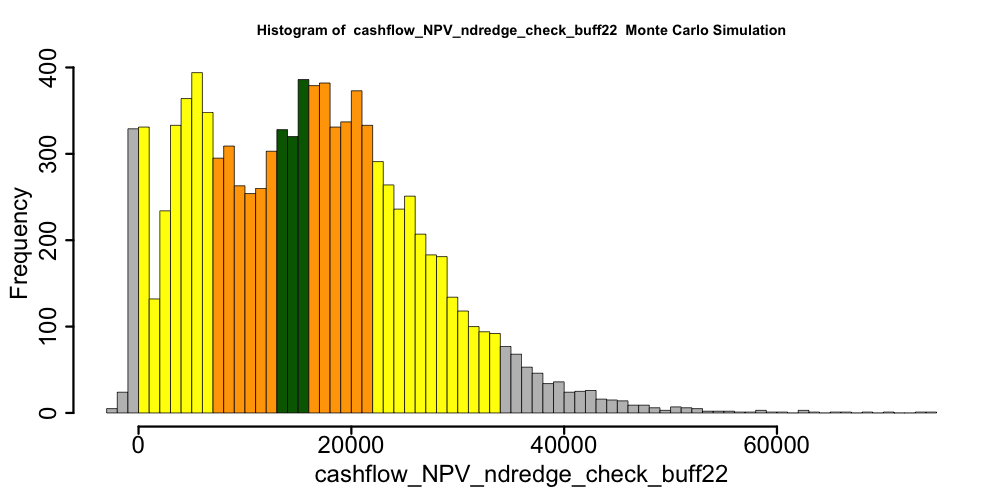 Histogram of  cashflow_NPV_ndredge_check_buff22  Monte Carlo Simulation
Frequency
400
300
200
100
0
0 20000 40000 60000
cashflow_NPV_ndredge_check_buff22